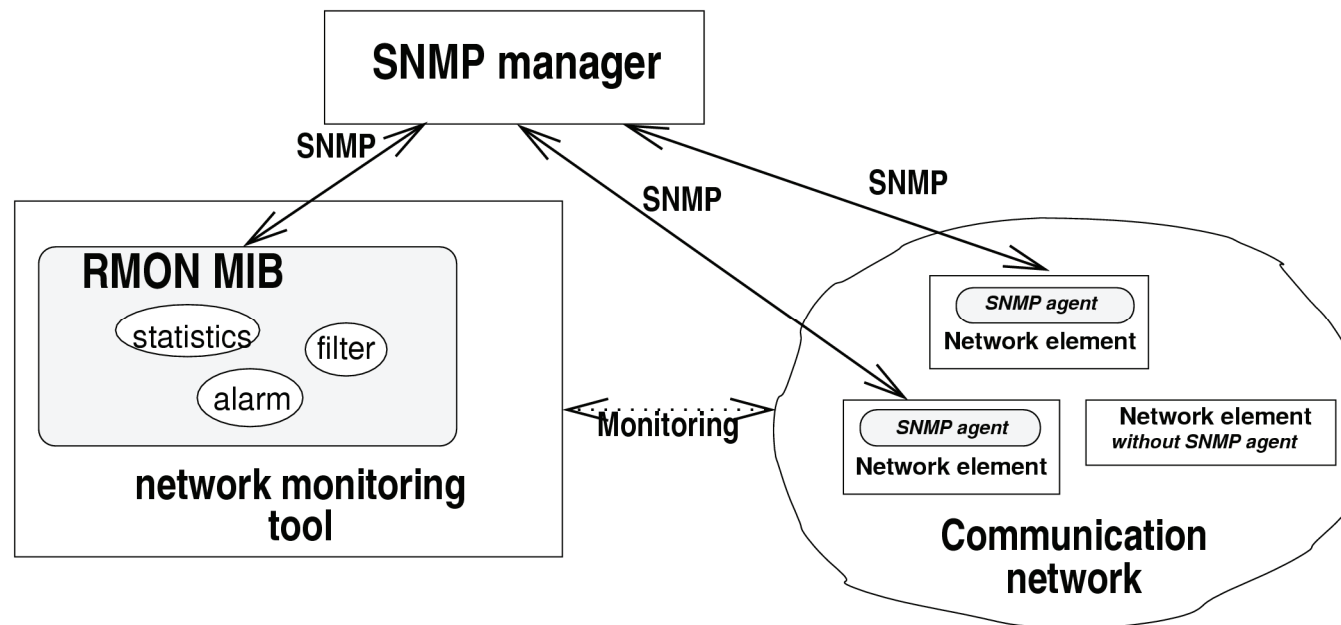 SNMP manager
SNMP
SNMP
SNMP
RMON MIB
statistics
filter
alarm
network monitoring
tool
Monitoring
SNMP agent
Network element
SNMP agent
Network element
Network element
without SNMP agent
Communication
network